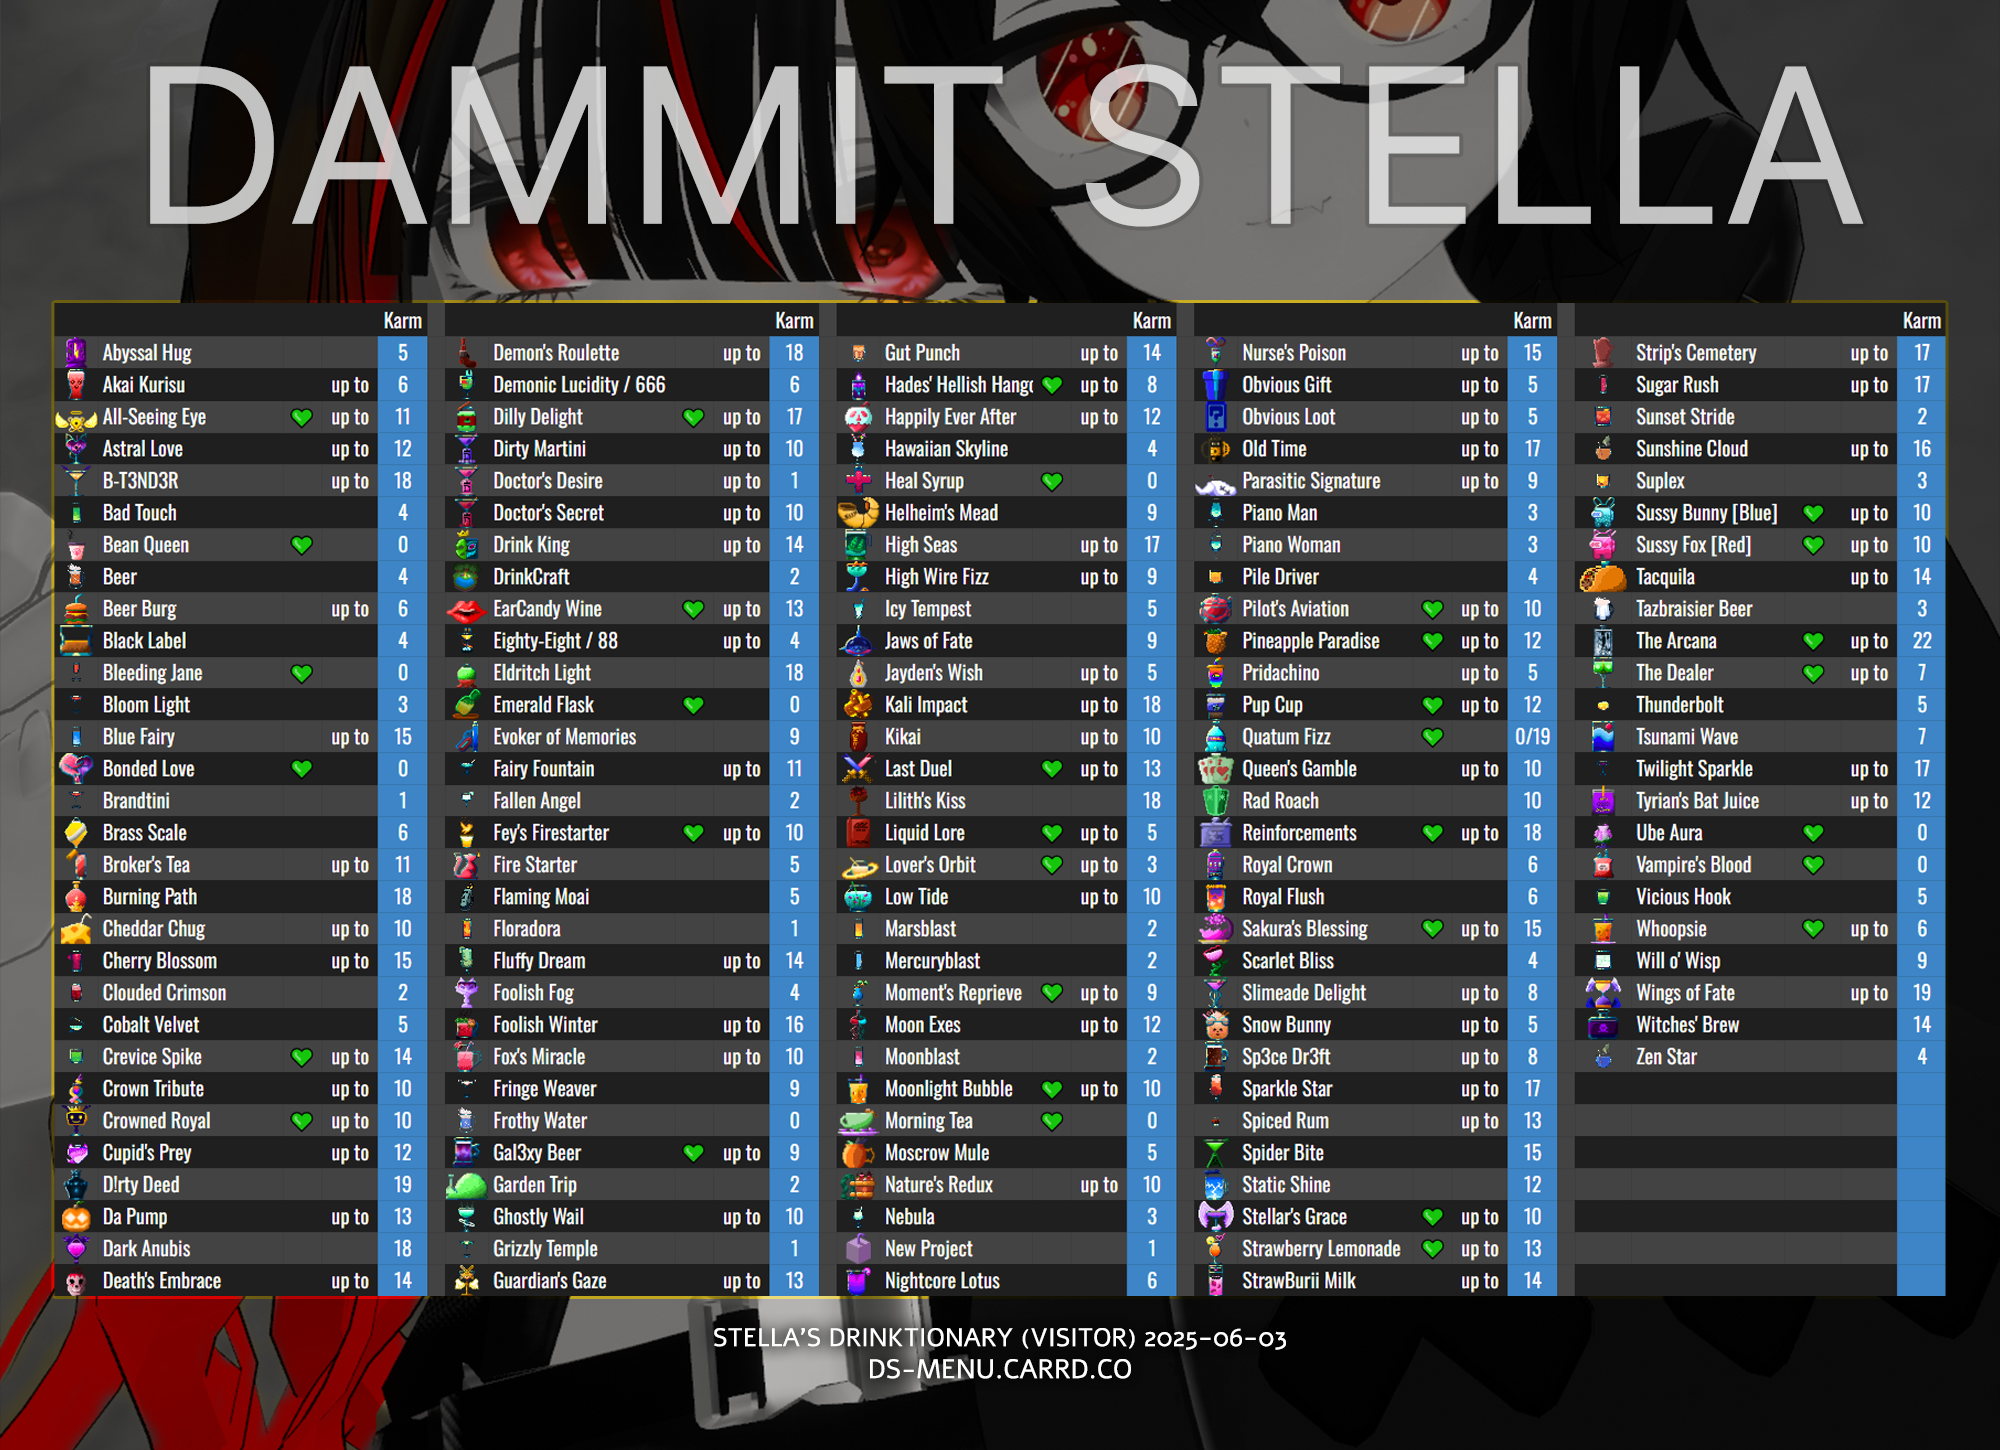 DAMMIT STELLA
Karm
Abyssal Hug 5
Akai Kurisu up to 6
All-Seeing Eye up to 11
Astral Love up to 12
B-T3ND3R up to 18
Bad Touch 4
Bean Queen 0
Beer 4
Beer Burg up to 6
Black Label 4
Bleeding Jane 0
Bloom Light 3
Blue Fairy up to 15
Bonded Love 0
Brandtini 1
Brass Scale 6
Broker's Tea up to 11
Burning Path 18
Cheddar Chug up to 10
Cherry Blossom up to 15
Clouded Crimson 2
Cobalt Velvet 5
Crevice Spike up to 14
Crown Tribute up to 10
Crowned Royal up to 10
Cupid's Prey up to 12
D!rty Deed 19
Da Pump up to 13
Dark Anubis 18
Death's Embrace up to 14
Karm
Demon's Roulette up to 18
Demonic Lucidity / 666 6
Dilly Delight up to 17
Dirty Martini up to 10
Doctor's Desire up to 1
Doctor's Secret up to 10
Drink King up to 14
DrinkCraft 2
EarCandy Wine up to 13
Eighty-Eight / 88 up to 4
Eldritch Light 18
Emerald Flask 0
Evoker of Memories 9
Fairy Fountain up to 11
Fallen Angel 2
Fey's Firestarter up to 10
Fire Starter 5
Flaming Moai 5
Floradora 1
Fluffy Dream up to 14
Foolish Fog 4
Foolish Winter up to 16
Fox's Miracle up to 10
Fringe Weaver 9
Frothy Water 0
Gal3xy Beer up to 9
Garden Trip 2
Ghostly Wail up to 10
Grizzly Temple 1
Guardian's Gaze up to 13
Karm
Gut Punch up to 14
Hades' Hellish Hang up to 8
Happily Ever After up to 12
Hawaiian Skyline 4
Heal Syrup 0
Helheim's Mead 9
High Seas up to 17
High Wire Fizz up to 9
Icy Tempest 5
Jaws of Fate 9
Jayden's Wish up to 5
Kali Impact up to 18
Kikai up to 10
Last Duel up to 13
Lilith's Kiss 18
Liquid Lore up to 5
Lover's Orbit up to 3
Low Tide up to 10
Marsblast 2
Mercuryblast 2
Moment's Reprieve up to 9
Moon Exes up to 12
Moonblast 2
Moonlight Bubble up to 10
Morning Tea 0
Moscrow Mule 5
Nature's Redux up to 10
Nebula 3
New Project 1
Nightcore Lotus 6
Karm
Nurse's Poison up to 15
Obvious Gift up to 5
Obvious Loot up to 5
Old Time up to 17
Parasitic Signature up to 9
Piano Man 3
Piano Woman 3
Pile Driver 4
Pilot's Aviation up to 10
Pineapple Paradise up to 12
Pridachino up to 5
Pup Cup up to 12
Quatum Fizz 0/19
Queen's Gamble up to 10
Rad Roach 10
Reinforcements up to 18
Royal Crown 6
Royal Flush 6
Sakura's Blessing up to 15
Scarlet Bliss 4
Slimeade Delight up to 8
Snow Bunny up to 5
Sp3ce Dr3ft up to 8
Sparkle Star up to 17
Spiced Rum up to 13
Spider Bite 15
Static Shine 12
Stellar's Grace up to 10
Strawberry Lemonade up to 13
StrawBurii Milk up to 14
Karm
Strip's Cemetery up to 17
Sugar Rush up to 17
Sunset Stride 2
Sunshine Cloud up to 16
Suplex 3
Sussy Bunny [Blue] up to 10
Sussy Fox [Red] up to 10
Tacquila up to 14
Tazbraisier Beer 3
The Arcana up to 22
The Dealer up to 7
Thunderbolt 5
Tsunami Wave 7
Twilight Sparkle up to 17
Tyrian's Bat Juice up to 12
Ube Aura 0
Vampire's Blood 0
Vicious Hook 5
Whoopsie up to 6
Will o' Wisp 9
Wings of Fate up to 19
Witches' Brew 14
Zen Star 4
STELLA'S DRINKTIONARY (VISITOR) 2025-06-03
DS-MENU.CARRD.CO